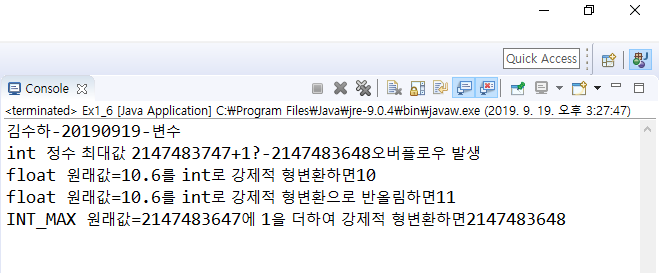 Quick Access
Console
<terminated> Ex1_6 [Java Application] C:₩Program Files₩Java₩jre-9.0.4₩bin₩javaw.exe (2019. 9. 19. 오후 3:27:47)
김수하-20190919-변수
int 정수 최대값 2147483747+1?-2147483648오버플로우 발생
float 원래값=10.6를 int로 강제적 형변환하면10
float 원래값=10.6를 int로 강제적 형변환으로 반올림하면11
INT_MAX 원래값=2147483647에 1을 더하여 강제적 형변환하면2147483648